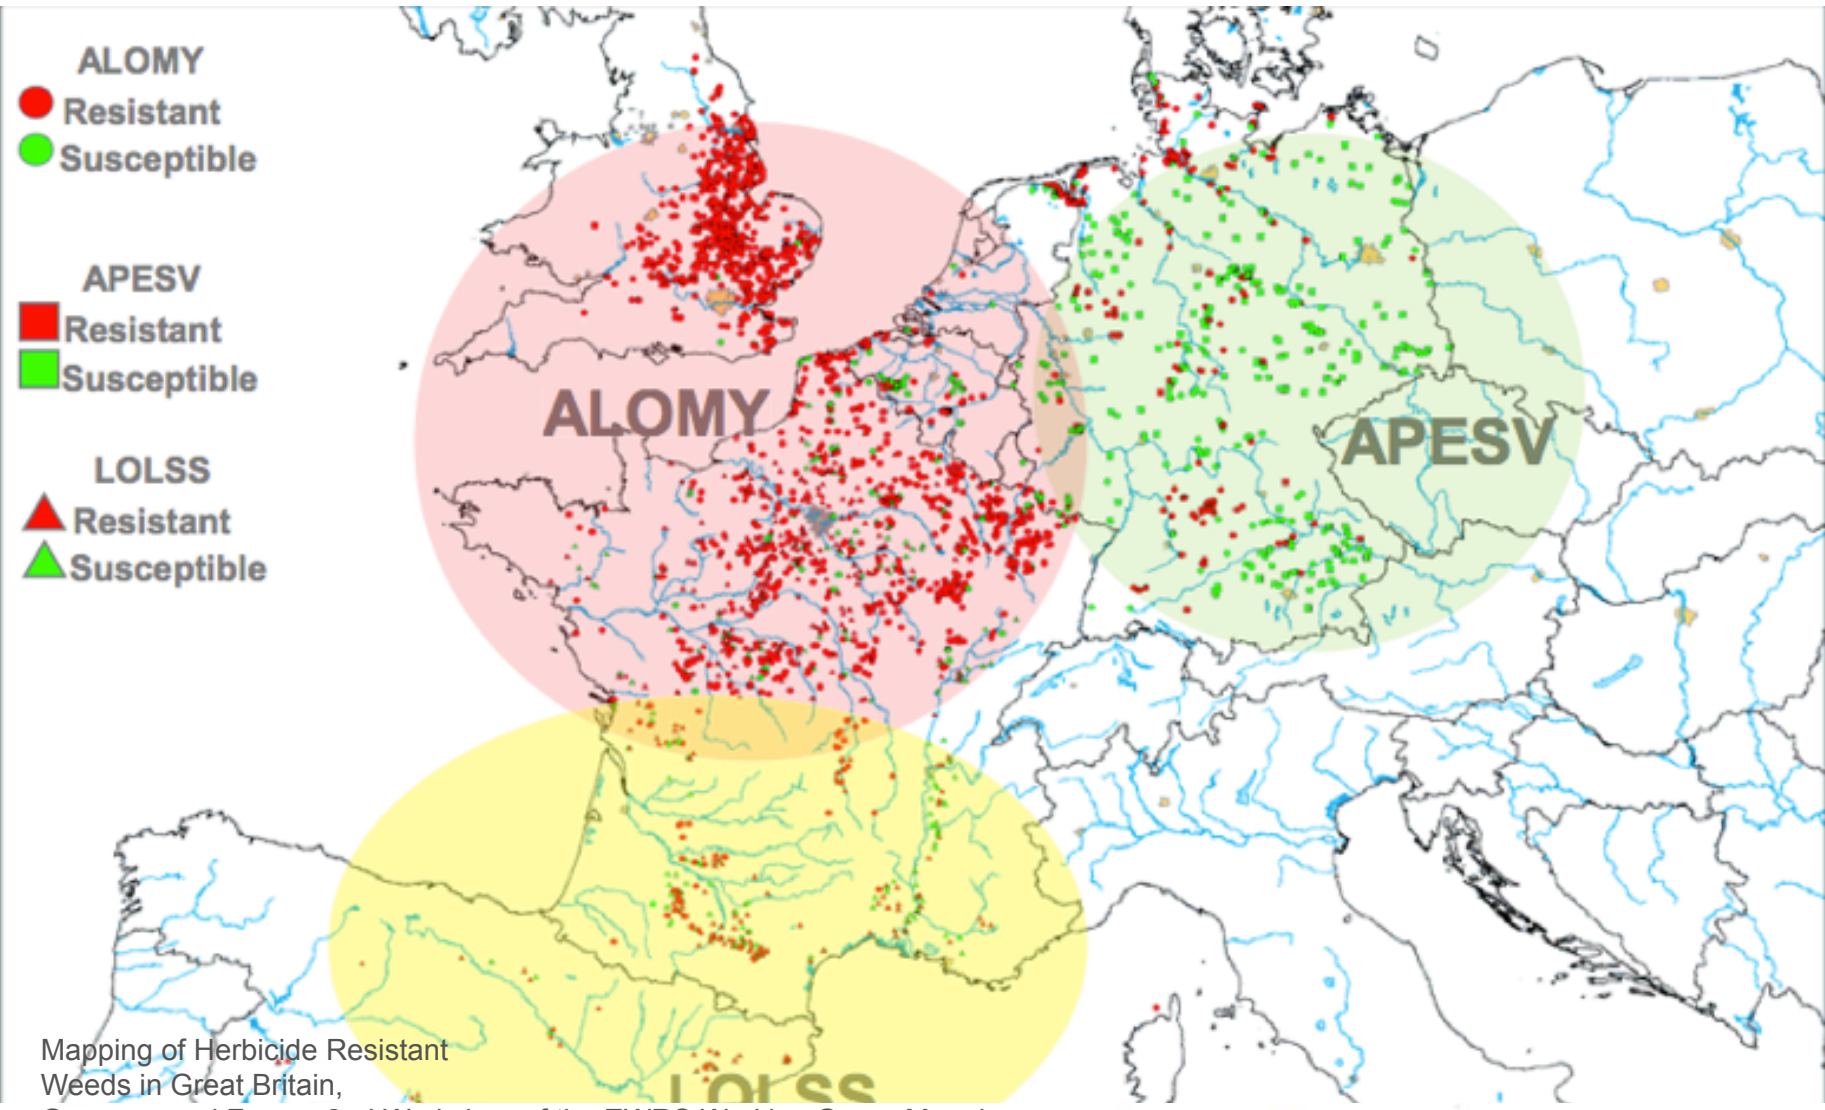 ALOMY
Resistant
Susceptible
APESV
Resistant
Susceptible
LOLSS
Resistant
Susceptible
ALOMY
APESV
LOLSS
Mapping of Herbicide Resistant
Weeds in Great Britain,